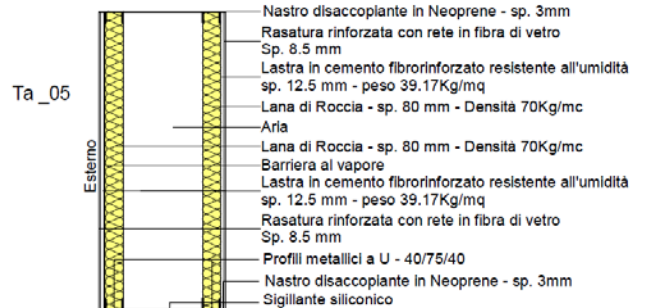 Nastro disaccopiante in Neoprene - sp. 3mm
Rasatura rinforzata con rete in fibra di vetro
Sp. 8.5 mm
Lastra in cemento fibrorinforzato resistente all'umidità
sp. 12.5 mm - peso 39.17Kg/mq
Ta _05
Lana di Roccia - sp. 80 mm - Densità 70Kg/mc
Aria
Lana di Roccia - sp. 80 mm - Densità 70Kg/mc
Barriera al vapore
Esterno
Lastra in cemento fibrorinforzato resistente all'umidità
sp. 12.5 mm - peso 39.17Kg/mq
Rasatura rinforzata con rete in fibra di vetro
Sp. 8.5 mm
Profili metallici a U - 40/75/40
Nastro disaccopiante in Neoprene - sp. 3mm
Sigillante siliconico